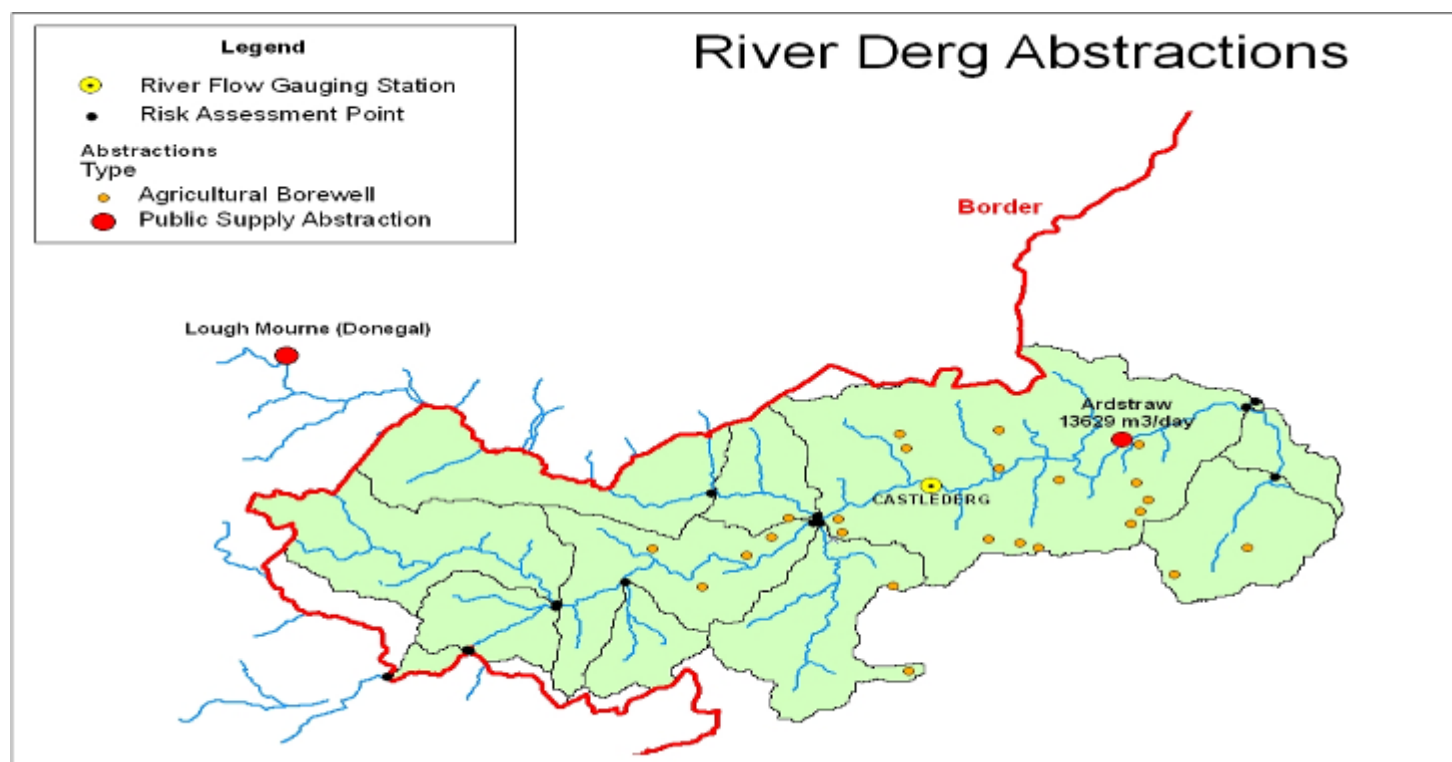 River Derg Abstractions
Legend
River Flow Gauging Station
Risk Assessment Point
Abstractions
Type
Agricultural Borewell
Public Supply Abstraction
Border
Lough Mourne (Donegal)
Ardstraw
13629 m3/day
CASTLEDERG